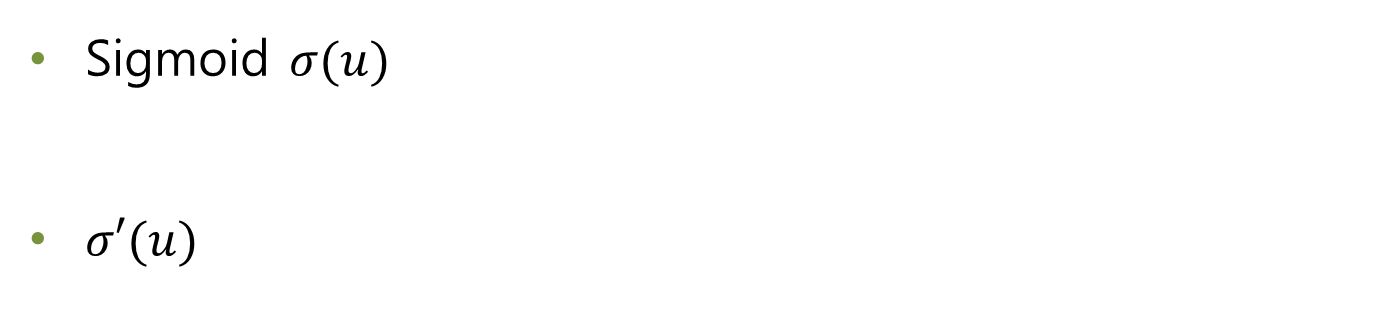 • Sigmoid σ(u)
• σ′(u)